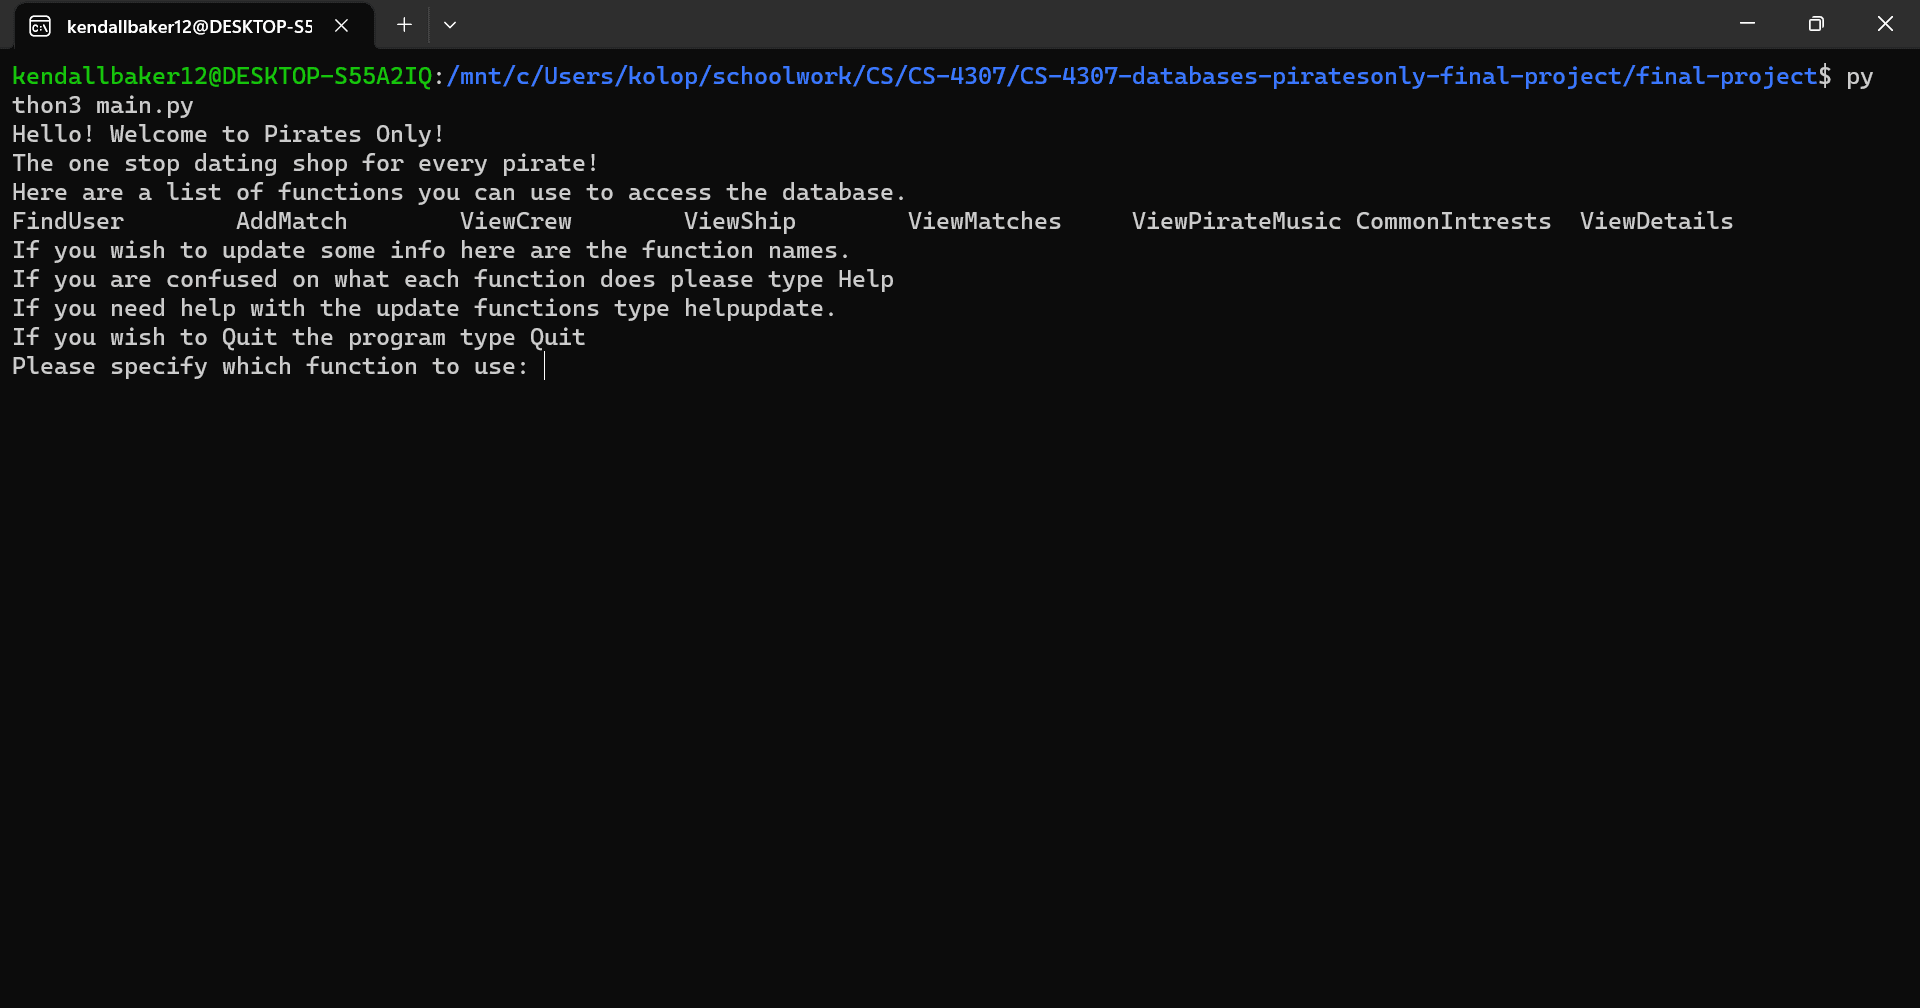 kendallbaker12@DESKTOP-S5
kendallbaker12@DESKTOP-S55A2IQ:/mnt/c/Users/kolop/schoolwork/CS/CS-4307/CS-4307-databases-piratesonly-final-project/final-project$ py
thon3 main.py
Hello! Welcome to Pirates Only!
The one stop dating shop for every pirate!
Here are a list of functions you can use to access the database.
FindUser        AddMatch        ViewCrew        ViewShip        ViewMatches     ViewPirateMusic CommonIntrests  ViewDetails
If you wish to update some info here are the function names.
If you are confused on what each function does please type Help
If you need help with the update functions type helpupdate.
If you wish to Quit the program type Quit
Please specify which function to use: